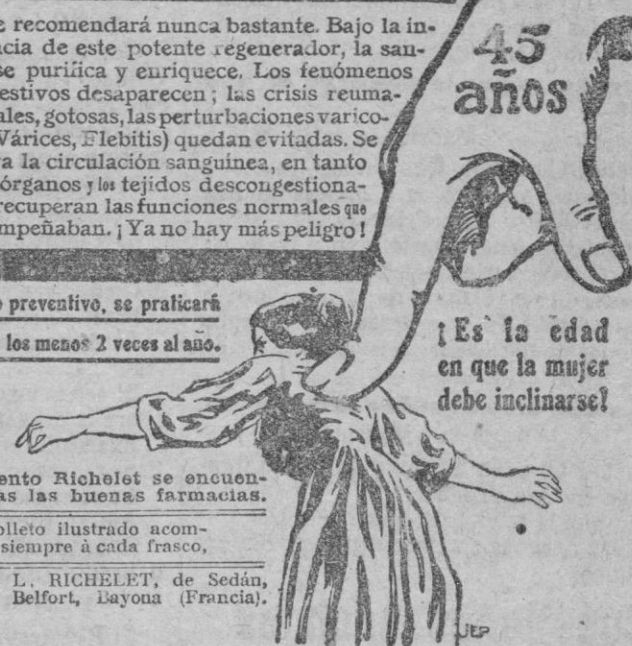 e recomendará nunca bastante. Bajo la in-
cia de este potente regenerador, la san-
se purifica y enriquece. Los fenómenos
estivos desaparecen; las crisis reuma-
ales, gotosas, las perturbaciones varico-
Várices, Flebitis) quedan evitadas. Se
a la circulación sanguínea, en tanto
órganos y los tejidos descongestiona-
recuperan las funciones normales que
mpeñaban. ¡Ya no hay más peligro!
o preventivo, se praticará
los menos 2 veces al año.
ento Richelet se encuen-
as las buenas farmacias.
olleto ilustrado acom-
siempre à cada frasco,
L. RICHELET, de Sedán,
Belfort, Bayona (Francia).
45
años
¡Es la edad
en que la mujer
debe inclinarse!
JEP